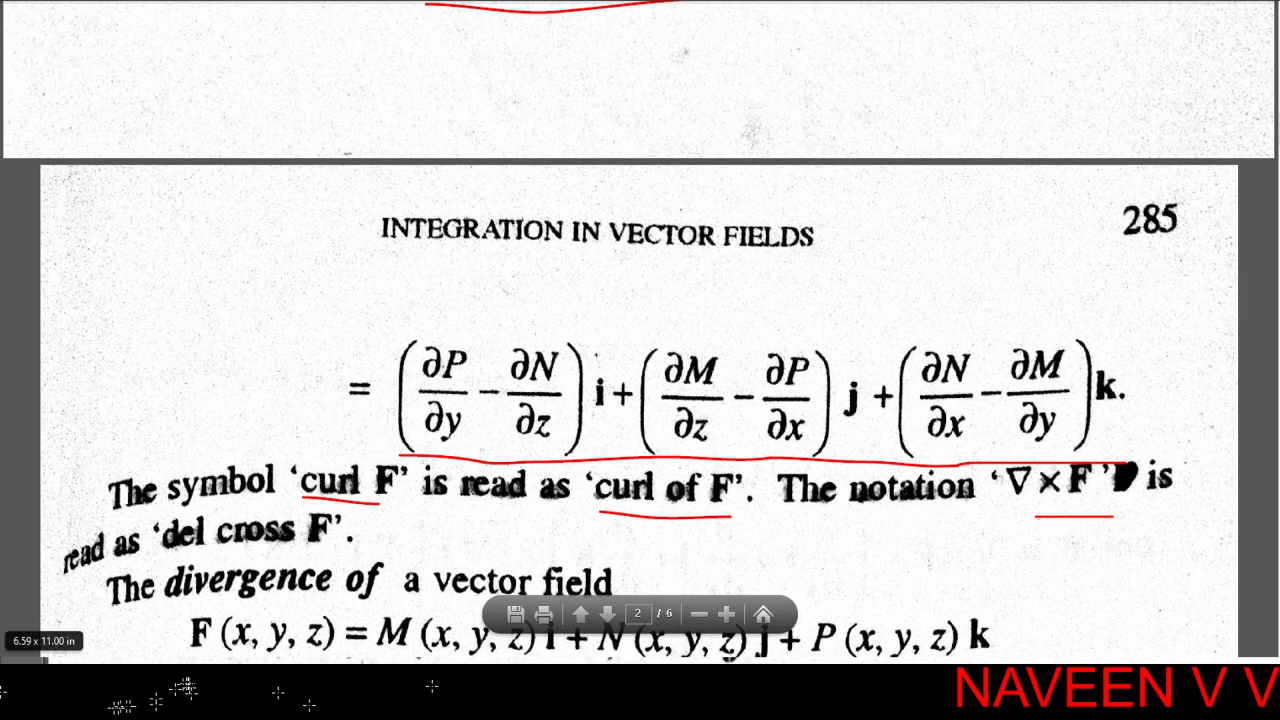 INTEGRATION IN VECTOR FIELDS 285
= (∂P/∂y − ∂N/∂z) i + (∂M/∂z − ∂P/∂x) j + (∂N/∂x − ∂M/∂y) k.
The symbol ‘curl F’ is read as ‘curl of F’. The notation ‘∇ × F’ is
read as ‘del cross F’.
The divergence of a vector field
F (x, y, z) = M (x, y, z) i + N (x, y, z) j + P (x, y, z) k
2 / 6
6.59 x 11.00 in
NAVEEN V V